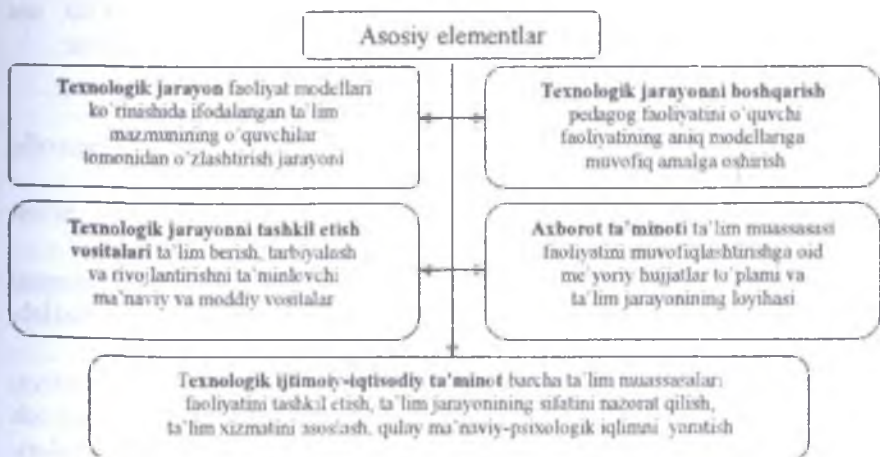 Asosiy elementlar
Texnologik jarayon faoliyat modellari
ko`rinishida ifodalangan ta`lim
mazmunining o`quvchilar
tomonidan o`zlashtirish jarayoni
Texnologik jarayonni boshqarish
pedagog faoliyatini o`quvchi
faoliyatining aniq modellariga
muvofiq amalga oshirish
Texnologik jarayonni tashkil etish
vositalari ta`lim berish, tarbiyalash
va rivojlantirishni ta`minlovchi
ma`naviy va moddiy vositalar
Axborot ta`minoti ta`lim muassasasi
faoliyatini muvofiqlashtirishga oid
me`yoriy hujjatlar to`plami va
ta`lim jarayonining loyihasi
Texnologik ijtimoiy-iqtisodiy ta`minot barcha ta`lim muassasalari
faoliyatini tashkil etish, ta`lim jarayonining sifatini nazorat qilish,
ta`lim xizmatini asoslash, qulay ma`naviy-psixologik iqlimni yaratish